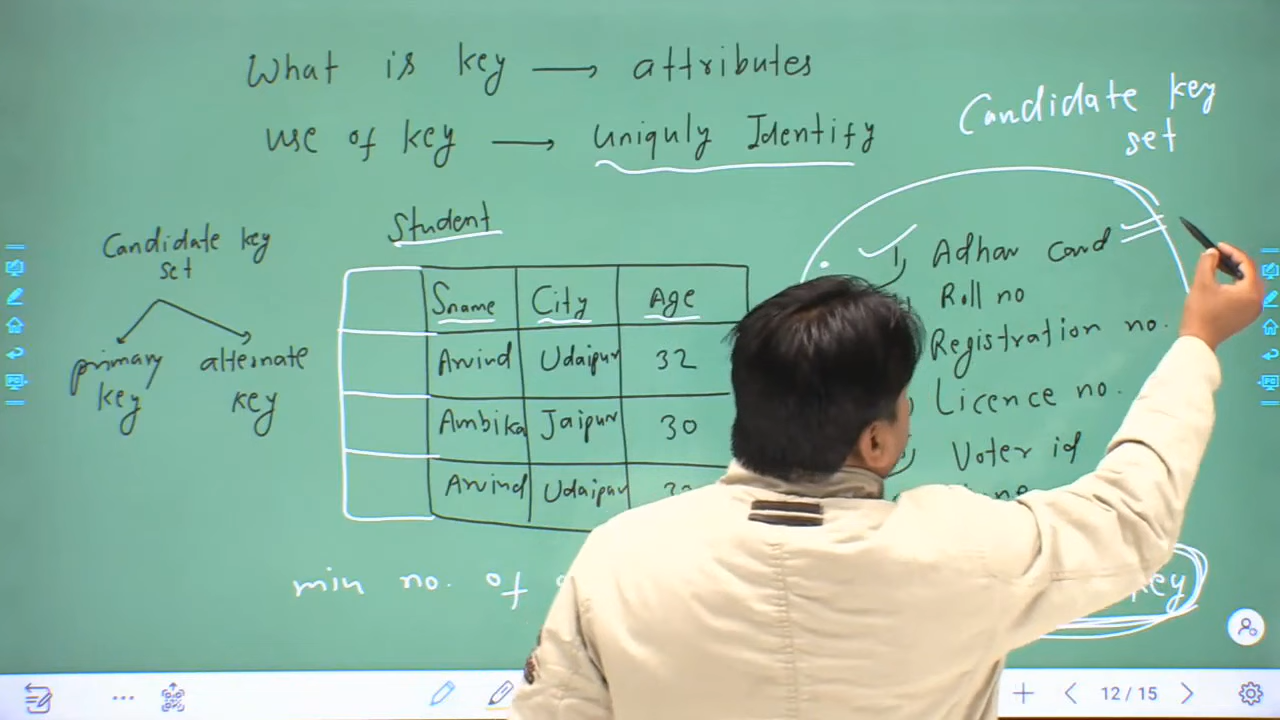 What is key → attributes
use of key → uniquly Identify
Candidate key
set
Student
Candidate key
set
primary
key
alternate
key
Sname City Age
Arvind Udaipur 32
Ambika Jaipur 30
Arvind Udaipur
1, Adhar card
Roll no
Registration no.
Licence no.
Voter id
min no. of
key
12 / 15